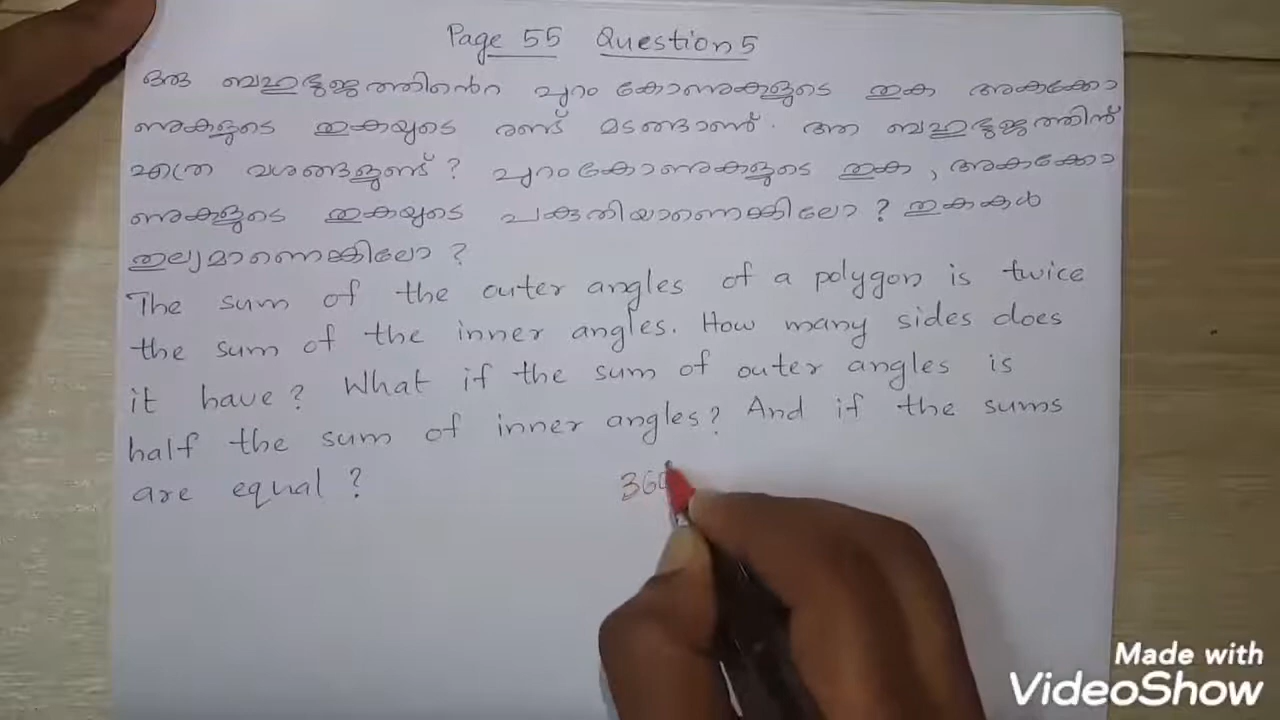 Page 55 Question 5
ഒരു ബഹുഭുജത്തിന്റെ പുറം കോണുകളുടെ തുക അകക്കോ
ണുകളുടെ തുകയുടെ രണ്ട് മടങ്ങാണ്. ആ ബഹുഭുജത്തിന്
എത്ര വശങ്ങളുണ്ട് ? പുറംകോണുകളുടെ തുക , അകക്കോ
ണുകളുടെ തുകയുടെ പകുതിയാണെങ്കിലോ ? തുകകൾ
തുല്യമാണെങ്കിലോ ?
The sum of the outer angles of a polygon is twice
the sum of the inner angles. How many sides does
it have? What if the sum of outer angles is
half the sum of inner angles? And if the sums
are equal ?
360
Made with
VideoShow